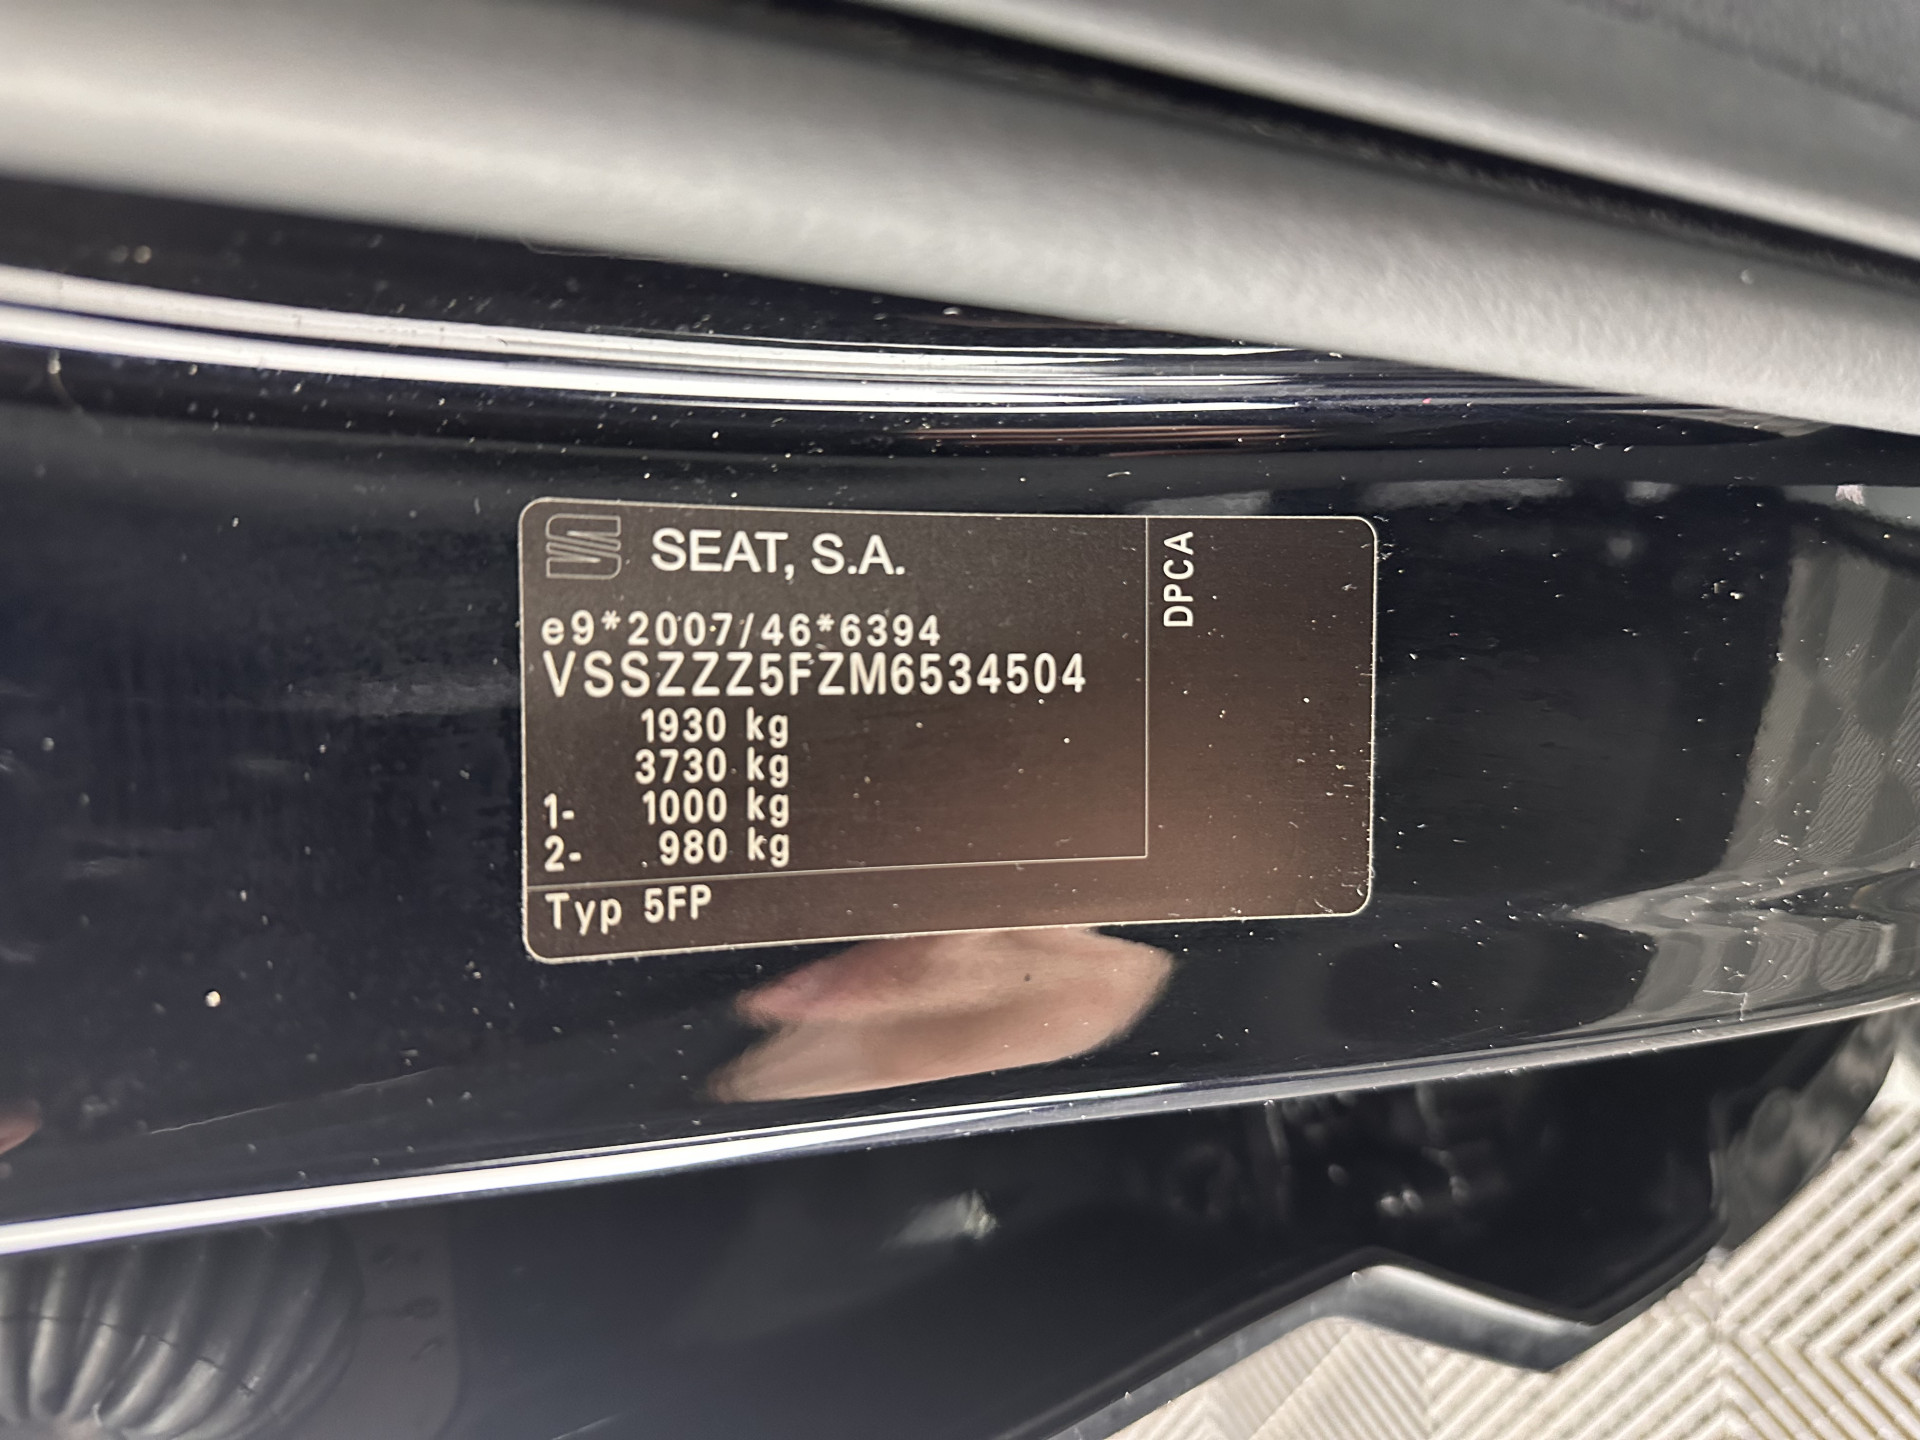 SEAT, S.A.
e9*2007/46*6394
VSSZZZ5FZM6534504
1930 kg
3730 kg
1- 1000 kg
2- 980 kg
Typ 5FP
DPCA